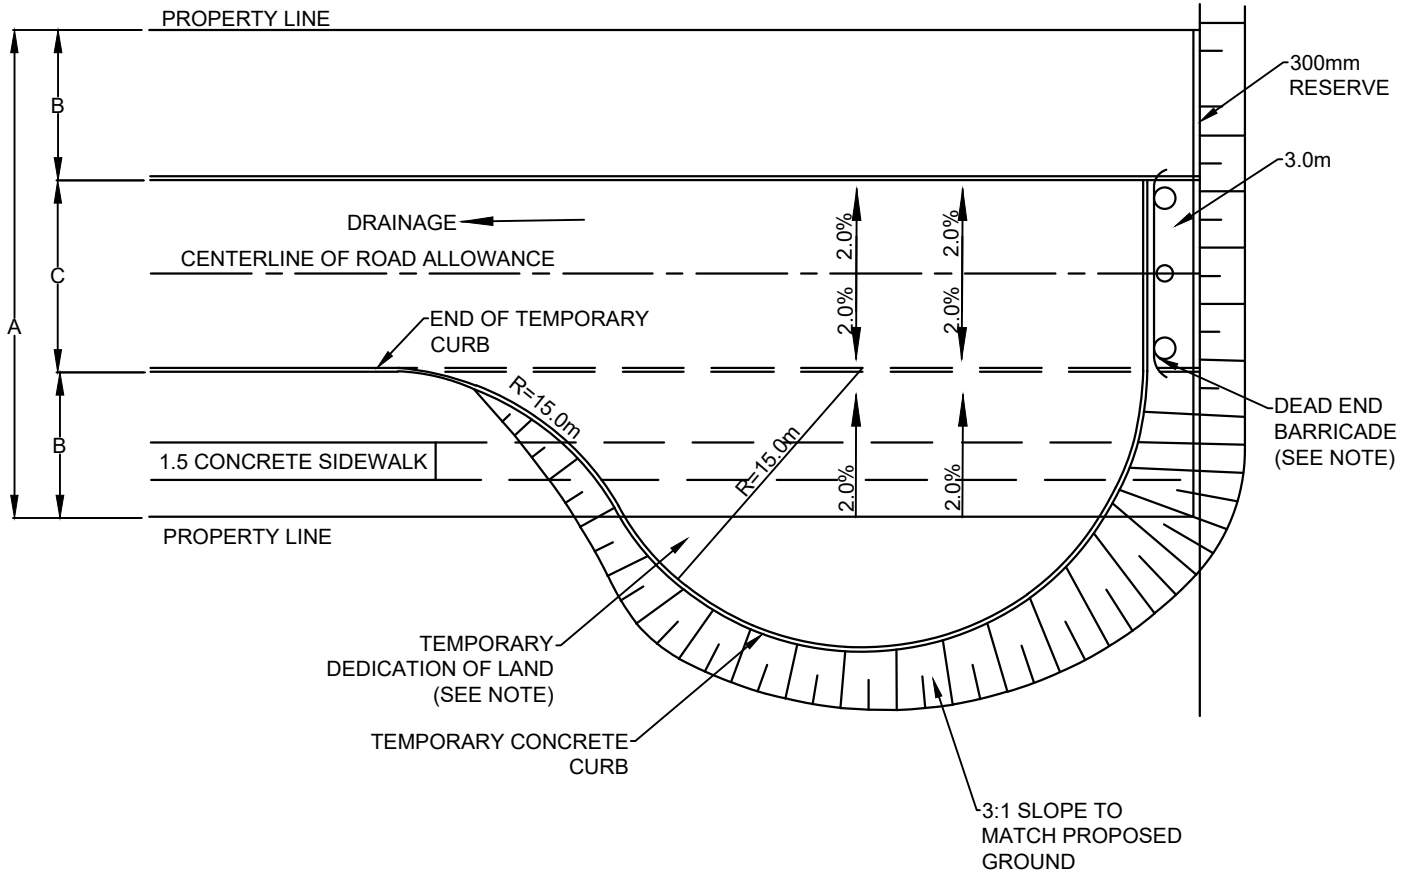 PROPERTY LINE
300mm
RESERVE
B
3.0m
DRAINAGE
2.0%
2.0%
CENTERLINE OF ROAD ALLOWANCE
C
2.0%
2.0%
A
END OF TEMPORARY
CURB
R=15.0m
DEAD END
BARRICADE
(SEE NOTE)
B
1.5 CONCRETE SIDEWALK
R=15.0m
2.0%
2.0%
PROPERTY LINE
TEMPORARY
DEDICATION OF LAND
(SEE NOTE)
TEMPORARY CONCRETE
CURB
3:1 SLOPE TO
MATCH PROPOSED
GROUND